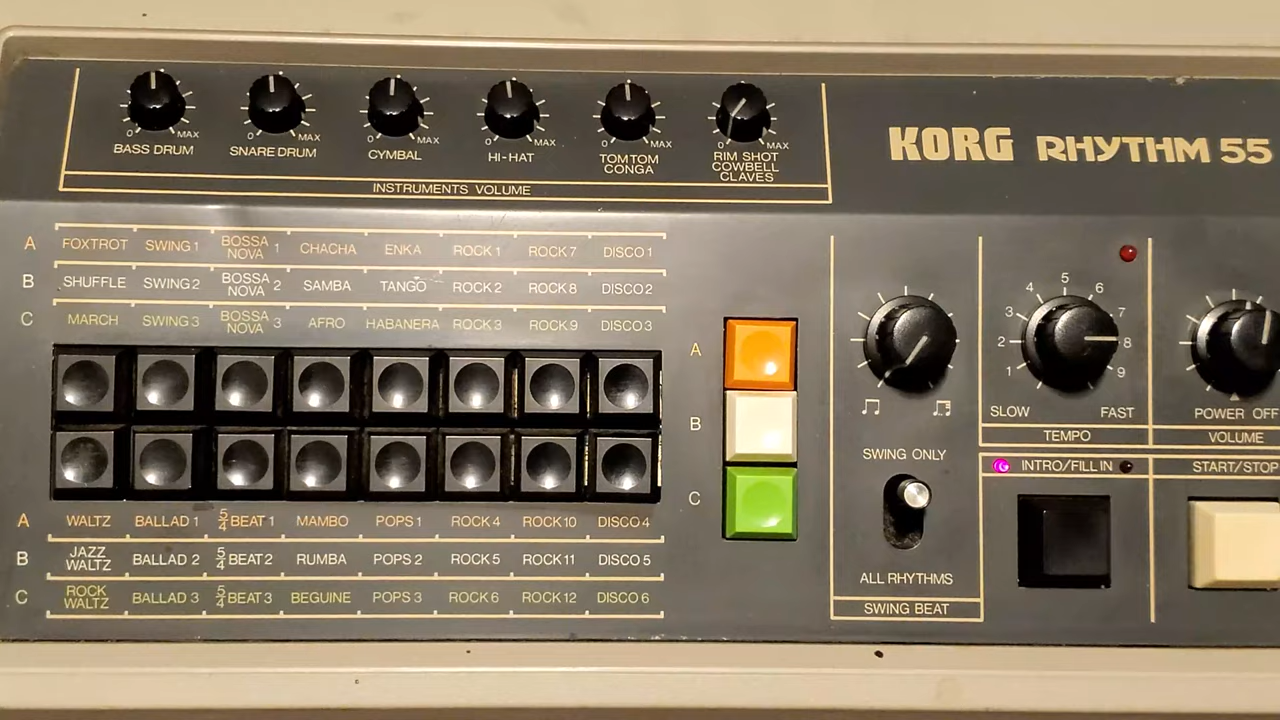 0 MAX 0 MAX 0 MAX 0 MAX 0 MAX 0 MAX
BASS DRUM SNARE DRUM CYMBAL HI-HAT TOM TOM CONGA RIM SHOT COWBELL CLAVES
INSTRUMENTS VOLUME
KORG RHYTHM 55
A FOXTROT SWING 1 BOSSA NOVA 1 CHACHA ENKA ROCK 1 ROCK 7 DISCO 1
B SHUFFLE SWING 2 BOSSA NOVA 2 SAMBA TANGO ROCK 2 ROCK 8 DISCO 2
C MARCH SWING 3 BOSSA NOVA 3 AFRO HABANERA ROCK 3 ROCK 9 DISCO 3
A
B
C
A WALTZ BALLAD 1 5/4 BEAT 1 MAMBO POPS 1 ROCK 4 ROCK 10 DISCO 4
B JAZZ WALTZ BALLAD 2 5/4 BEAT 2 RUMBA POPS 2 ROCK 5 ROCK 11 DISCO 5
C ROCK WALTZ BALLAD 3 5/4 BEAT 3 BEGUINE POPS 3 ROCK 6 ROCK 12 DISCO 6
SWING ONLY
ALL RHYTHMS
SWING BEAT
1 2 3 4 5 6 7 8 9
SLOW FAST
TEMPO
INTRO/FILL IN
POWER OFF
VOLUME
START/STOP